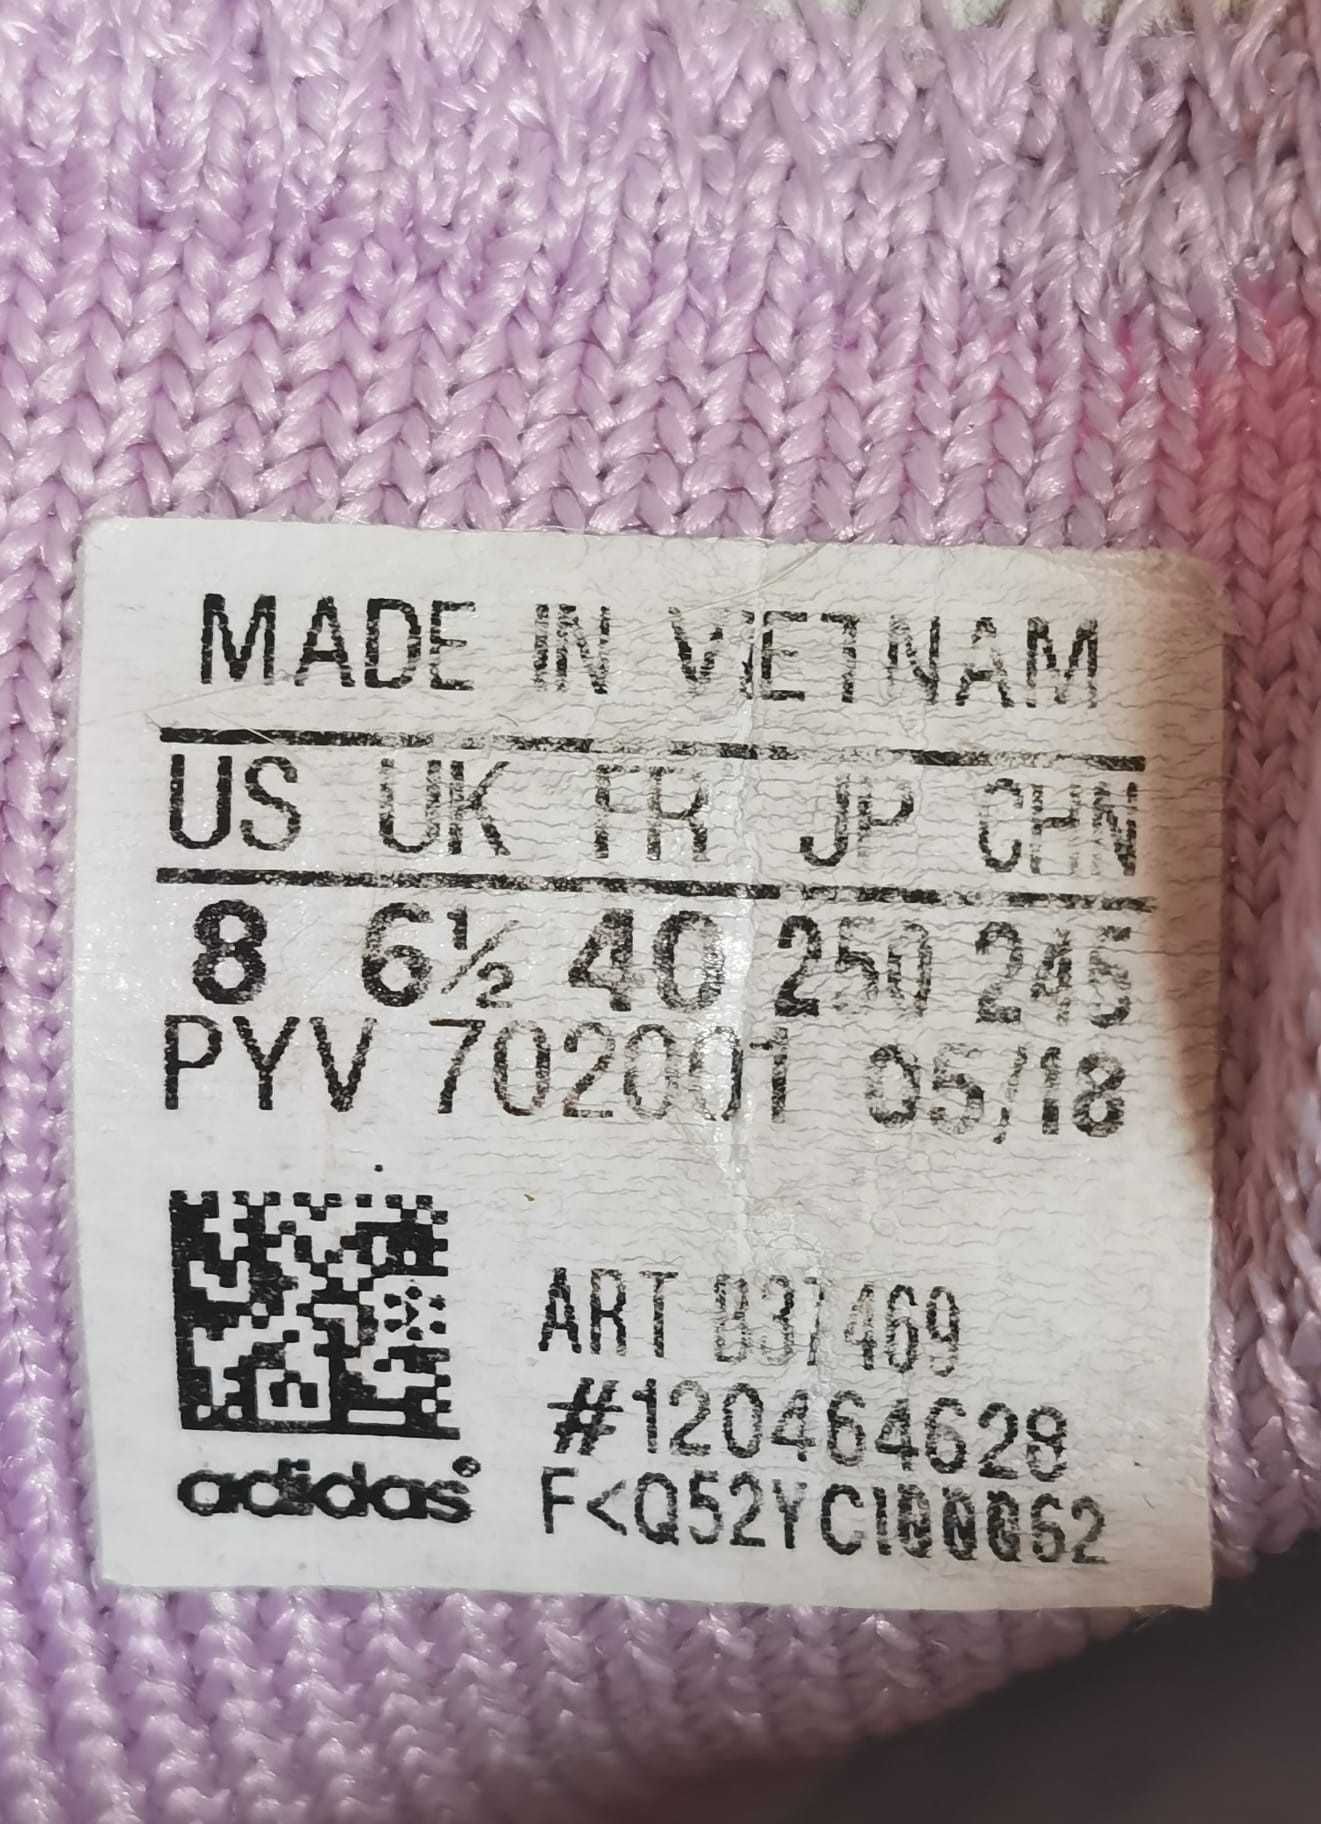 MADE IN VIETNAM
US UK FR JP CHN
8 6½ 40 250 245
PYV 702001 05/18
ART B37469
#120464628
F<Q52YCI000062
adidas®